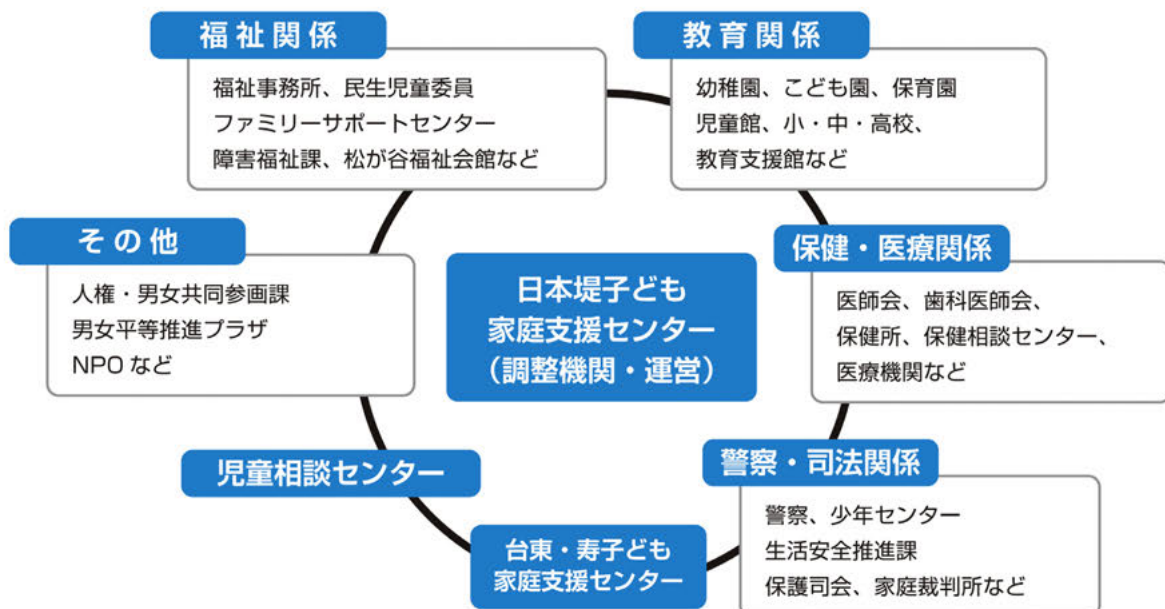 福祉関係
福祉事務所、民生児童委員
ファミリーサポートセンター
障害福祉課、松が谷福祉会館など
教育関係
幼稚園、こども園、保育園
児童館、小・中・高校、
教育支援館など
その他
人権・男女共同参画課
男女平等推進プラザ
NPO など
日本堤子ども
家庭支援センター
（調整機関・運営）
保健・医療関係
医師会、歯科医師会、
保健所、保健相談センター、
医療機関など
児童相談センター
台東・寿子ども
家庭支援センター
警察・司法関係
警察、少年センター
生活安全推進課
保護司会、家庭裁判所など